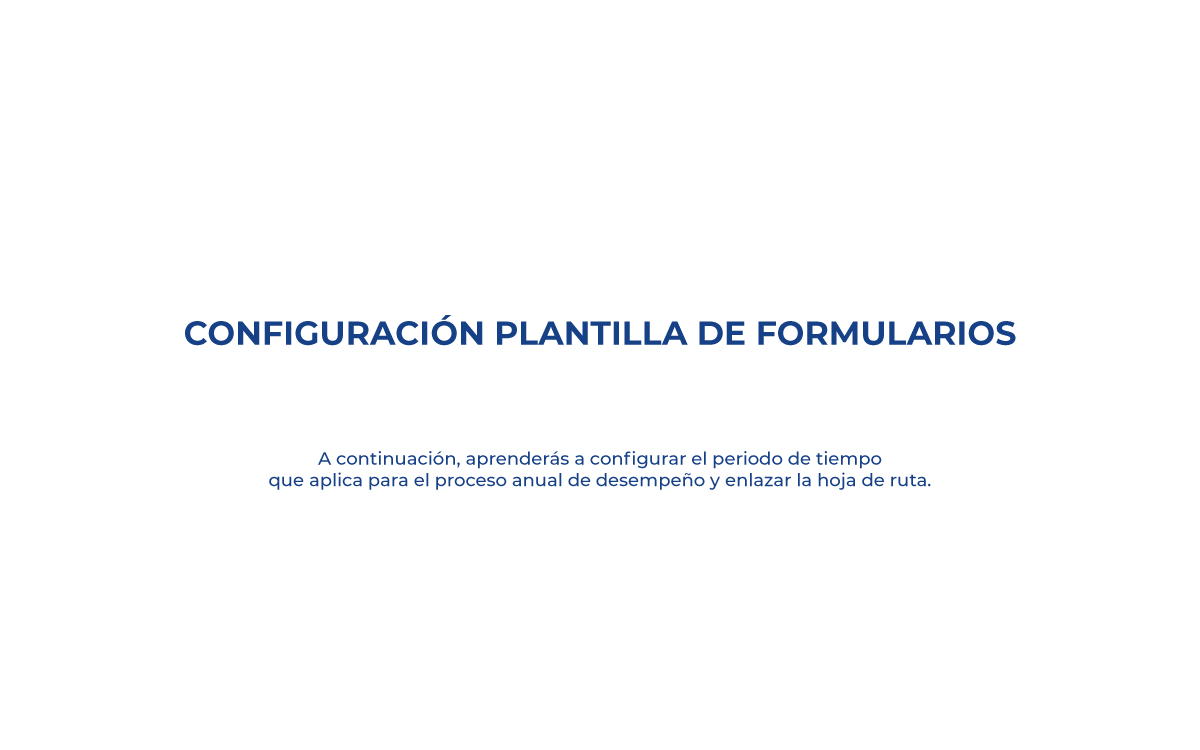 CONFIGURACIÓN PLANTILLA DE FORMULARIOS
A continuación, aprenderás a configurar el periodo de tiempo
que aplica para el proceso anual de desempeño y enlazar la hoja de ruta.